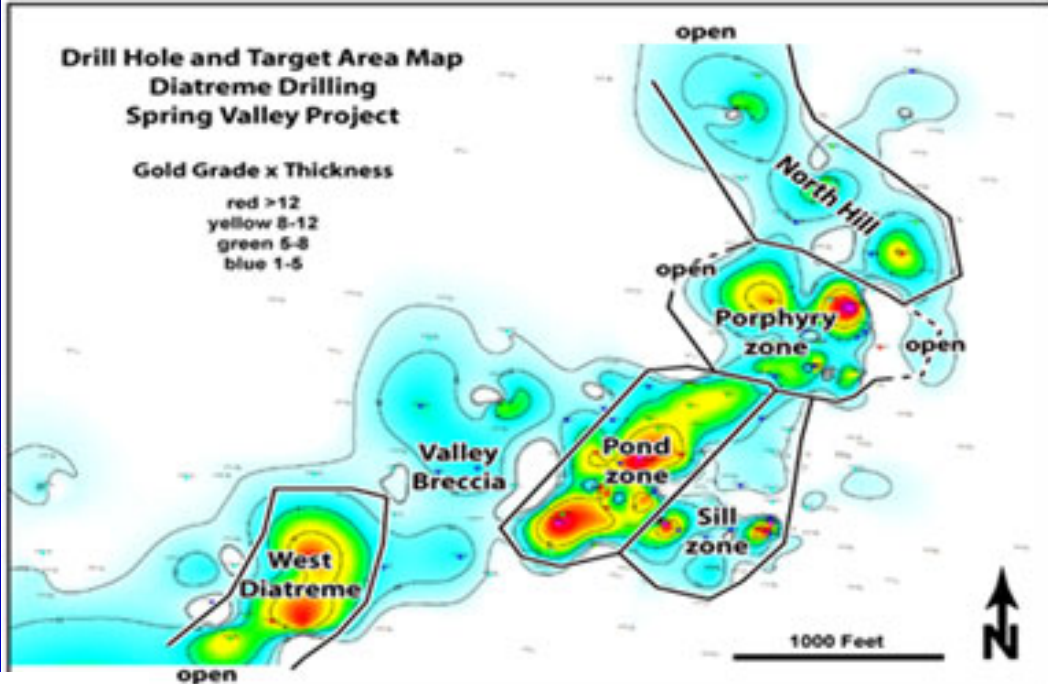 open
Drill Hole and Target Area Map
Diatreme Drilling
Spring Valley Project
Gold Grade x Thickness
red >12
yellow 8-12
green 5-8
blue 1-5
North Hill
open
Porphyry
zone
open
Valley
Breccia
Pond
zone
Sill
zone
West
Diatreme
1000 Feet
N
open